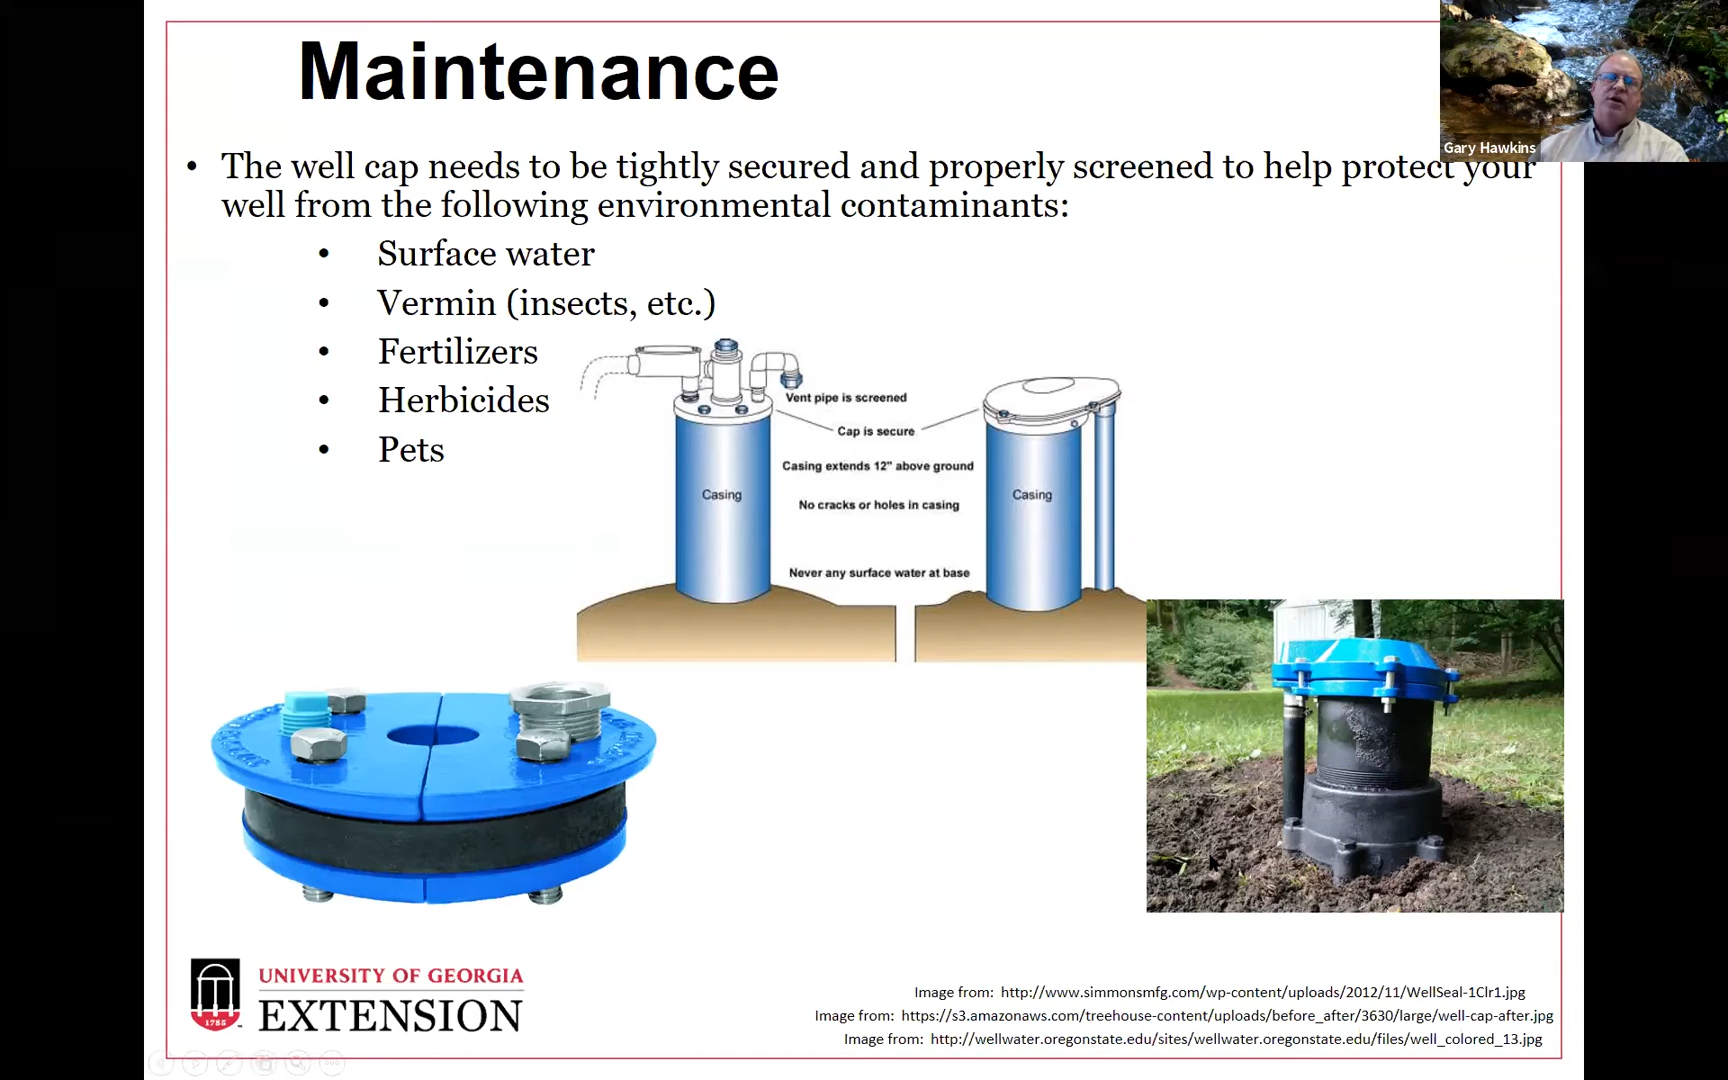 Maintenance
Gary Hawkins
• The well cap needs to be tightly secured and properly screened to help protect your
well from the following environmental contaminants:
• Surface water
• Vermin (insects, etc.)
• Fertilizers
• Herbicides
• Pets
Vent pipe is screened
Cap is secure
Casing extends 12" above ground
Casing
Casing
No cracks or holes in casing
Never any surface water at base
1785
UNIVERSITY OF GEORGIA
EXTENSION
Image from: http://www.simmonsmfg.com/wp-content/uploads/2012/11/WellSeal-1Clr1.jpg
Image from: https://s3.amazonaws.com/treehouse-content/uploads/before_after/3630/large/well-cap-after.jpg
Image from: http://wellwater.oregonstate.edu/sites/wellwater.oregonstate.edu/files/well_colored_13.jpg